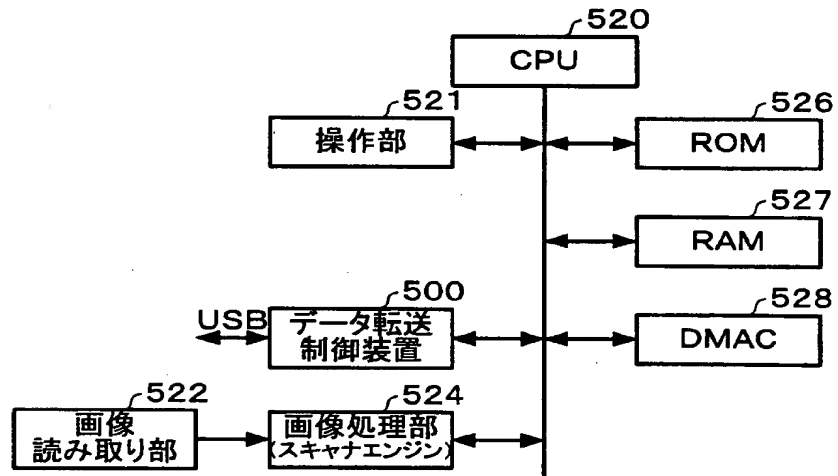 520
CPU
521
操作部
526
ROM
527
RAM
500
USB
データ転送
制御装置
528
DMAC
522
画像
読み取り部
524
画像処理部
(スキャナエンジン)